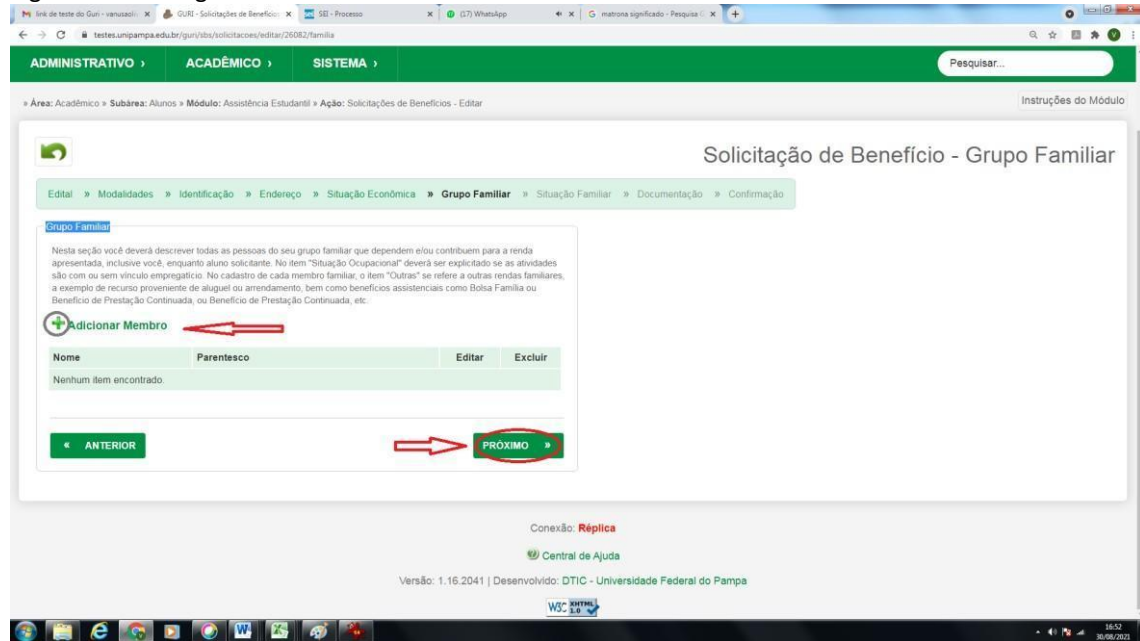 link de teste do Guri - vanusaoli
GURI - Solicitações de Benefício
SEI - Processo
(17) WhatsApp
matrona significado - Pesquisa G
testes.unipampa.edu.br/guri/sbs/solicitacoes/editar/26082/familia
ADMINISTRATIVO › ACADÊMICO › SISTEMA › Pesquisar...
» Área: Acadêmico » Subárea: Alunos » Módulo: Assistência Estudantil » Ação: Solicitações de Benefícios - Editar
Instruções do Módulo
Solicitação de Benefício - Grupo Familiar
Edital » Modalidades » Identificação » Endereço » Situação Econômica » Grupo Familiar » Situação Familiar » Documentação » Confirmação
Grupo Familiar
Nesta seção você deverá descrever todas as pessoas do seu grupo familiar que dependem e/ou contribuem para a renda
apresentada, inclusive você, enquanto aluno solicitante. No item "Situação Ocupacional" deverá ser explicitado se as atividades
são com ou sem vínculo empregatício. No cadastro de cada membro familiar, o item "Outras" se refere a outras rendas familiares,
a exemplo de recurso proveniente de aluguel ou arrendamento, bem como benefícios assistenciais como Bolsa Família ou
Benefício de Prestação Continuada, ou Benefício de Prestação Continuada, etc.
Adicionar Membro
Nome Parentesco Editar Excluir
Nenhum item encontrado.
« ANTERIOR PRÓXIMO »
Conexão: Réplica
Central de Ajuda
Versão: 1.16.2041 | Desenvolvido: DTIC - Universidade Federal do Pampa
W3C XHTML 1.0
16:52
30/08/2021